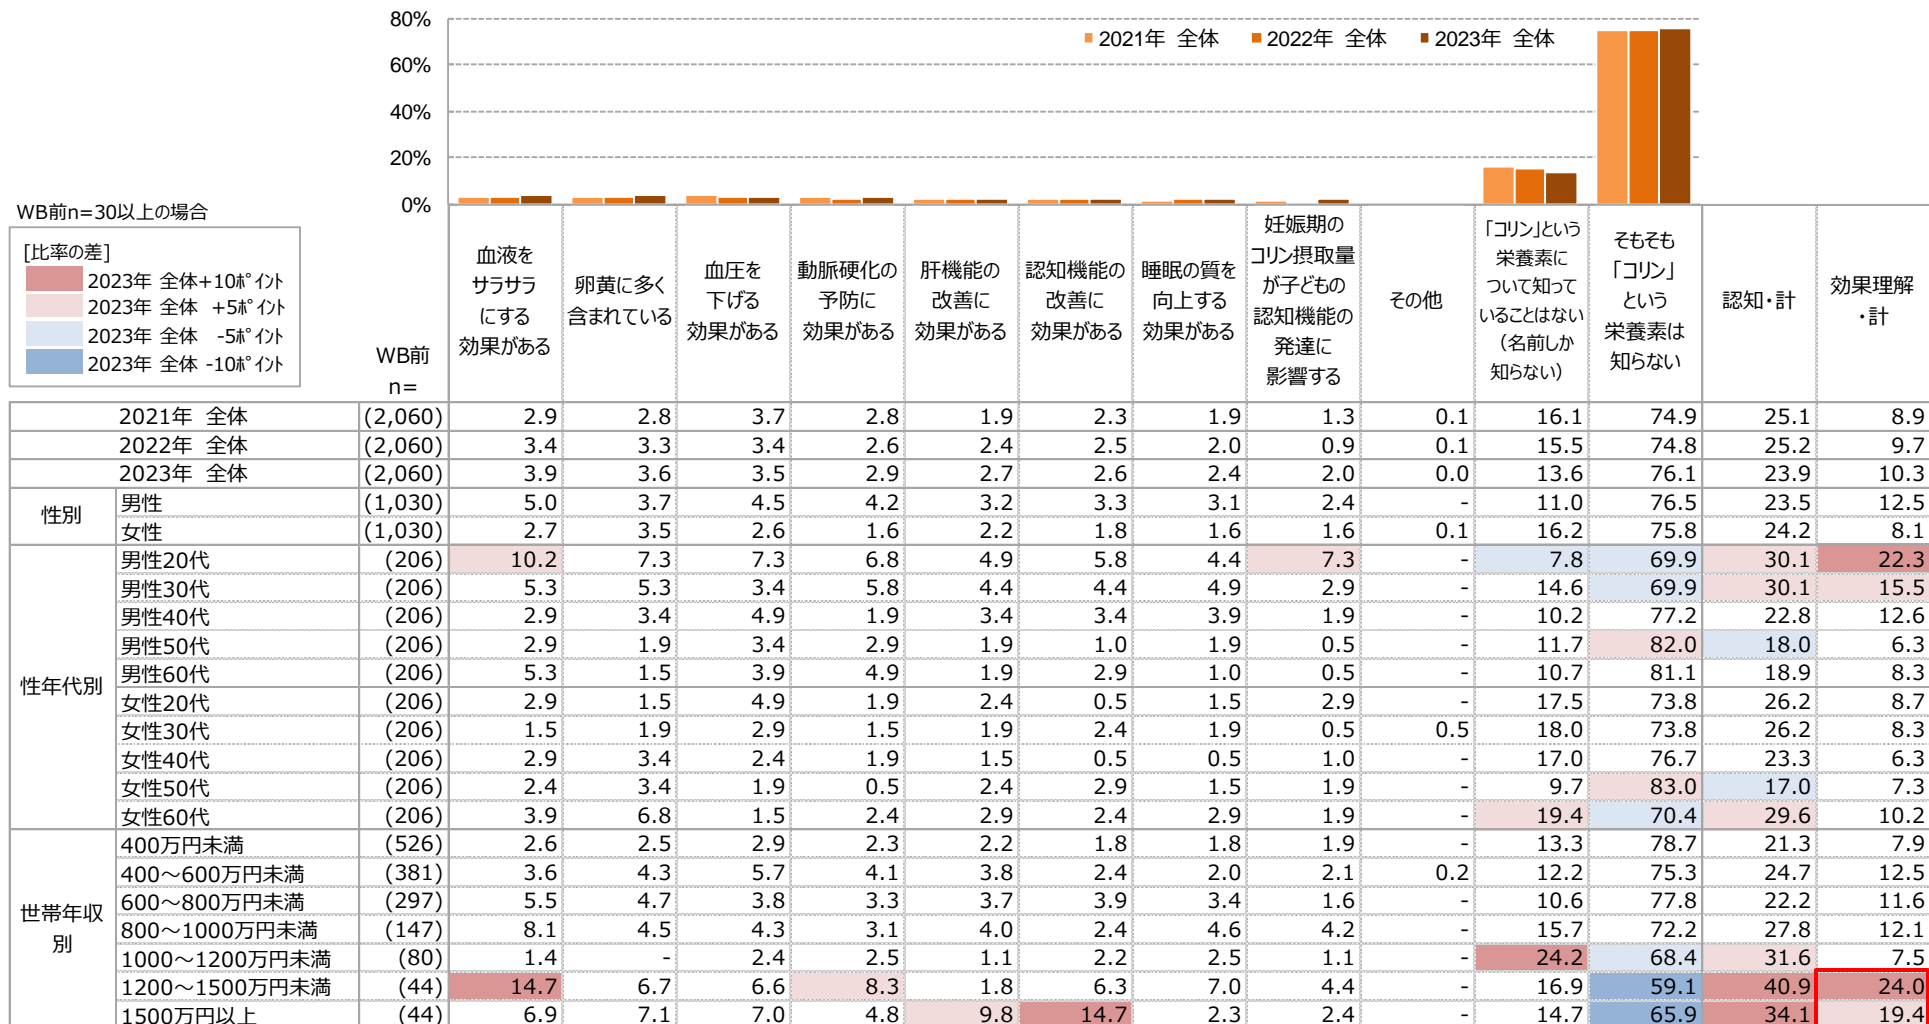 80%
60%
40%
20%
0%
2021年 全体 2022年 全体 2023年 全体
WB前n=30以上の場合
[比率の差]
2023年 全体+10ﾎﾟｲﾝﾄ
2023年 全体 +5ﾎﾟｲﾝﾄ
2023年 全体 -5ﾎﾟｲﾝﾄ
2023年 全体 -10ﾎﾟｲﾝﾄ
WB前
n=
血液を
サラサラ
にする
効果がある
卵黄に多く
含まれている
血圧を
下げる
効果がある
動脈硬化の
予防に
効果がある
肝機能の
改善に
効果がある
認知機能の
改善に
効果がある
睡眠の質を
向上する
効果がある
妊娠期の
コリン摂取量
が子どもの
認知機能の
発達に
影響する
その他
「コリン」という
栄養素に
ついて知って
いることはない
（名前しか
知らない）
そもそも
「コリン」
という
栄養素は
知らない
認知・計
効果理解
・計
2021年 全体 (2,060) 2.9 2.8 3.7 2.8 1.9 2.3 1.9 1.3 0.1 16.1 74.9 25.1 8.9
2022年 全体 (2,060) 3.4 3.3 3.4 2.6 2.4 2.5 2.0 0.9 0.1 15.5 74.8 25.2 9.7
2023年 全体 (2,060) 3.9 3.6 3.5 2.9 2.7 2.6 2.4 2.0 0.0 13.6 76.1 23.9 10.3
性別
男性 (1,030) 5.0 3.7 4.5 4.2 3.2 3.3 3.1 2.4 - 11.0 76.5 23.5 12.5
女性 (1,030) 2.7 3.5 2.6 1.6 2.2 1.8 1.6 1.6 0.1 16.2 75.8 24.2 8.1
性年代別
男性20代 (206) 10.2 7.3 7.3 6.8 4.9 5.8 4.4 7.3 - 7.8 69.9 30.1 22.3
男性30代 (206) 5.3 5.3 3.4 5.8 4.4 4.4 4.9 2.9 - 14.6 69.9 30.1 15.5
男性40代 (206) 2.9 3.4 4.9 1.9 3.4 3.4 3.9 1.9 - 10.2 77.2 22.8 12.6
男性50代 (206) 2.9 1.9 3.4 2.9 1.9 1.0 1.9 0.5 - 11.7 82.0 18.0 6.3
男性60代 (206) 5.3 1.5 3.9 4.9 1.9 2.9 1.0 0.5 - 10.7 81.1 18.9 8.3
女性20代 (206) 2.9 1.5 4.9 1.9 2.4 0.5 1.5 2.9 - 17.5 73.8 26.2 8.7
女性30代 (206) 1.5 1.9 2.9 1.5 1.9 2.4 1.9 0.5 0.5 18.0 73.8 26.2 8.3
女性40代 (206) 2.9 3.4 2.4 1.9 1.5 0.5 0.5 1.0 - 17.0 76.7 23.3 6.3
女性50代 (206) 2.4 3.4 1.9 0.5 2.4 2.9 1.5 1.9 - 9.7 83.0 17.0 7.3
女性60代 (206) 3.9 6.8 1.5 2.4 2.9 2.4 2.9 1.9 - 19.4 70.4 29.6 10.2
世帯年収
別
400万円未満 (526) 2.6 2.5 2.9 2.3 2.2 1.8 1.8 1.9 - 13.3 78.7 21.3 7.9
400～600万円未満 (381) 3.6 4.3 5.7 4.1 3.8 2.4 2.0 2.1 0.2 12.2 75.3 24.7 12.5
600～800万円未満 (297) 5.5 4.7 3.8 3.3 3.7 3.9 3.4 1.6 - 10.6 77.8 22.2 11.6
800～1000万円未満 (147) 8.1 4.5 4.3 3.1 4.0 2.4 4.6 4.2 - 15.7 72.2 27.8 12.1
1000～1200万円未満 (80) 1.4 - 2.4 2.5 1.1 2.2 2.5 1.1 - 24.2 68.4 31.6 7.5
1200～1500万円未満 (44) 14.7 6.7 6.6 8.3 1.8 6.3 7.0 4.4 - 16.9 59.1 40.9 24.0
1500万円以上 (44) 6.9 7.1 7.0 4.8 9.8 14.7 2.3 2.4 - 14.7 65.9 34.1 19.4